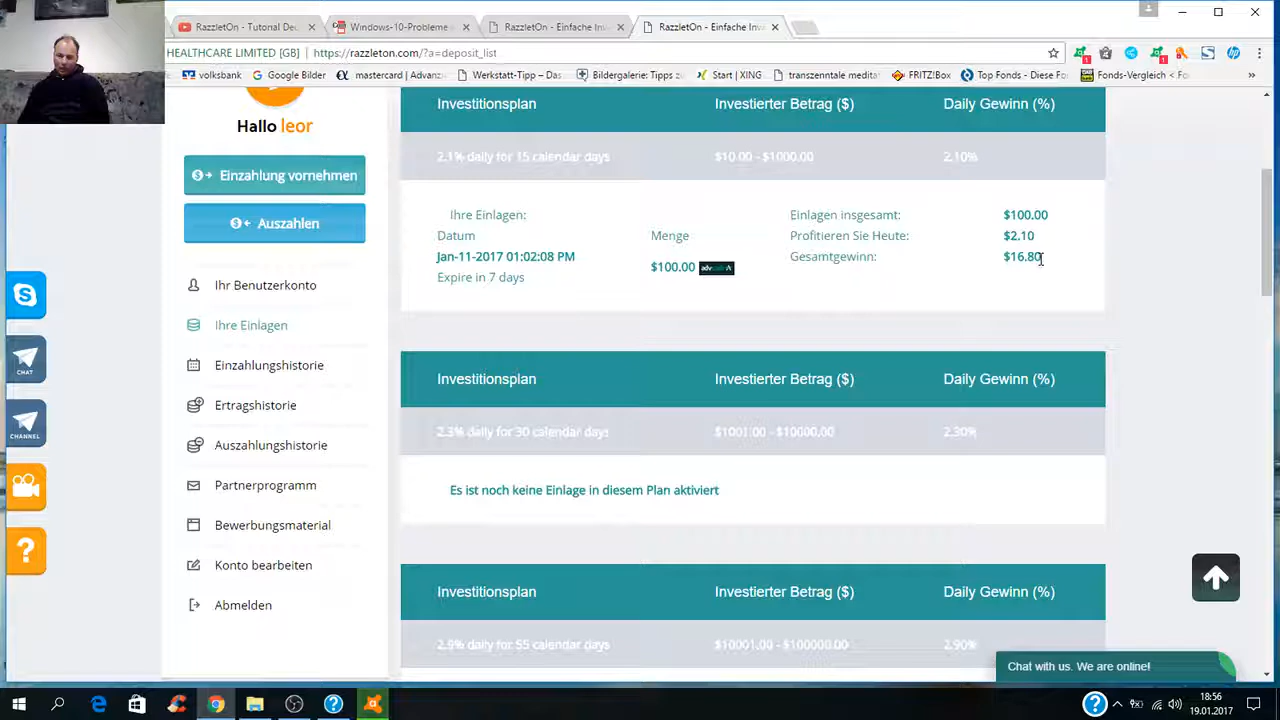 RazzletOn - Tutorial De
Windows-10-Probleme
RazzletOn - Einfache Inv
RazzletOn - Einfache Inv
HEALTHCARE LIMITED [GB]
https://razzleton.com/?a=deposit_list
volksbank
Google Bilder
mastercard | Advanz
Werkstatt-Tipp – Das
Bildergalerie: Tipps z
Start | XING
transzentale medita
FRITZ!Box
Top Fonds - Diese Fo
Fonds-Vergleich < Fo
»
Hallo leor
Einzahlung vornehmen
Auszahlen
Ihr Benutzerkonto
Ihre Einlagen
Einzahlungshistorie
Ertragshistorie
Auszahlungshistorie
Partnerprogramm
Bewerbungsmaterial
Konto bearbeiten
Abmelden
CHAT
CHANNEL
?
Investitionsplan Investierter Betrag ($) Daily Gewinn (%)
2.1% daily for 15 calendar days $10.00 - $1000.00 2.10%
Ihre Einlagen: Einlagen insgesamt: $100.00
Datum Menge Profitieren Sie Heute: $2.10
Jan-11-2017 01:02:08 PM Gesamtgewinn: $16.80
$100.00
Expire in 7 days
Investitionsplan Investierter Betrag ($) Daily Gewinn (%)
2.3% daily for 30 calendar days $1001.00 - $10000.00 2.30%
Es ist noch keine Einlage in diesem Plan aktiviert
Investitionsplan Investierter Betrag ($) Daily Gewinn (%)
2.9% daily for 55 calendar days $10001.00 - $100000.00 2.90%
Chat with us. We are online!
18:56
19.01.2017